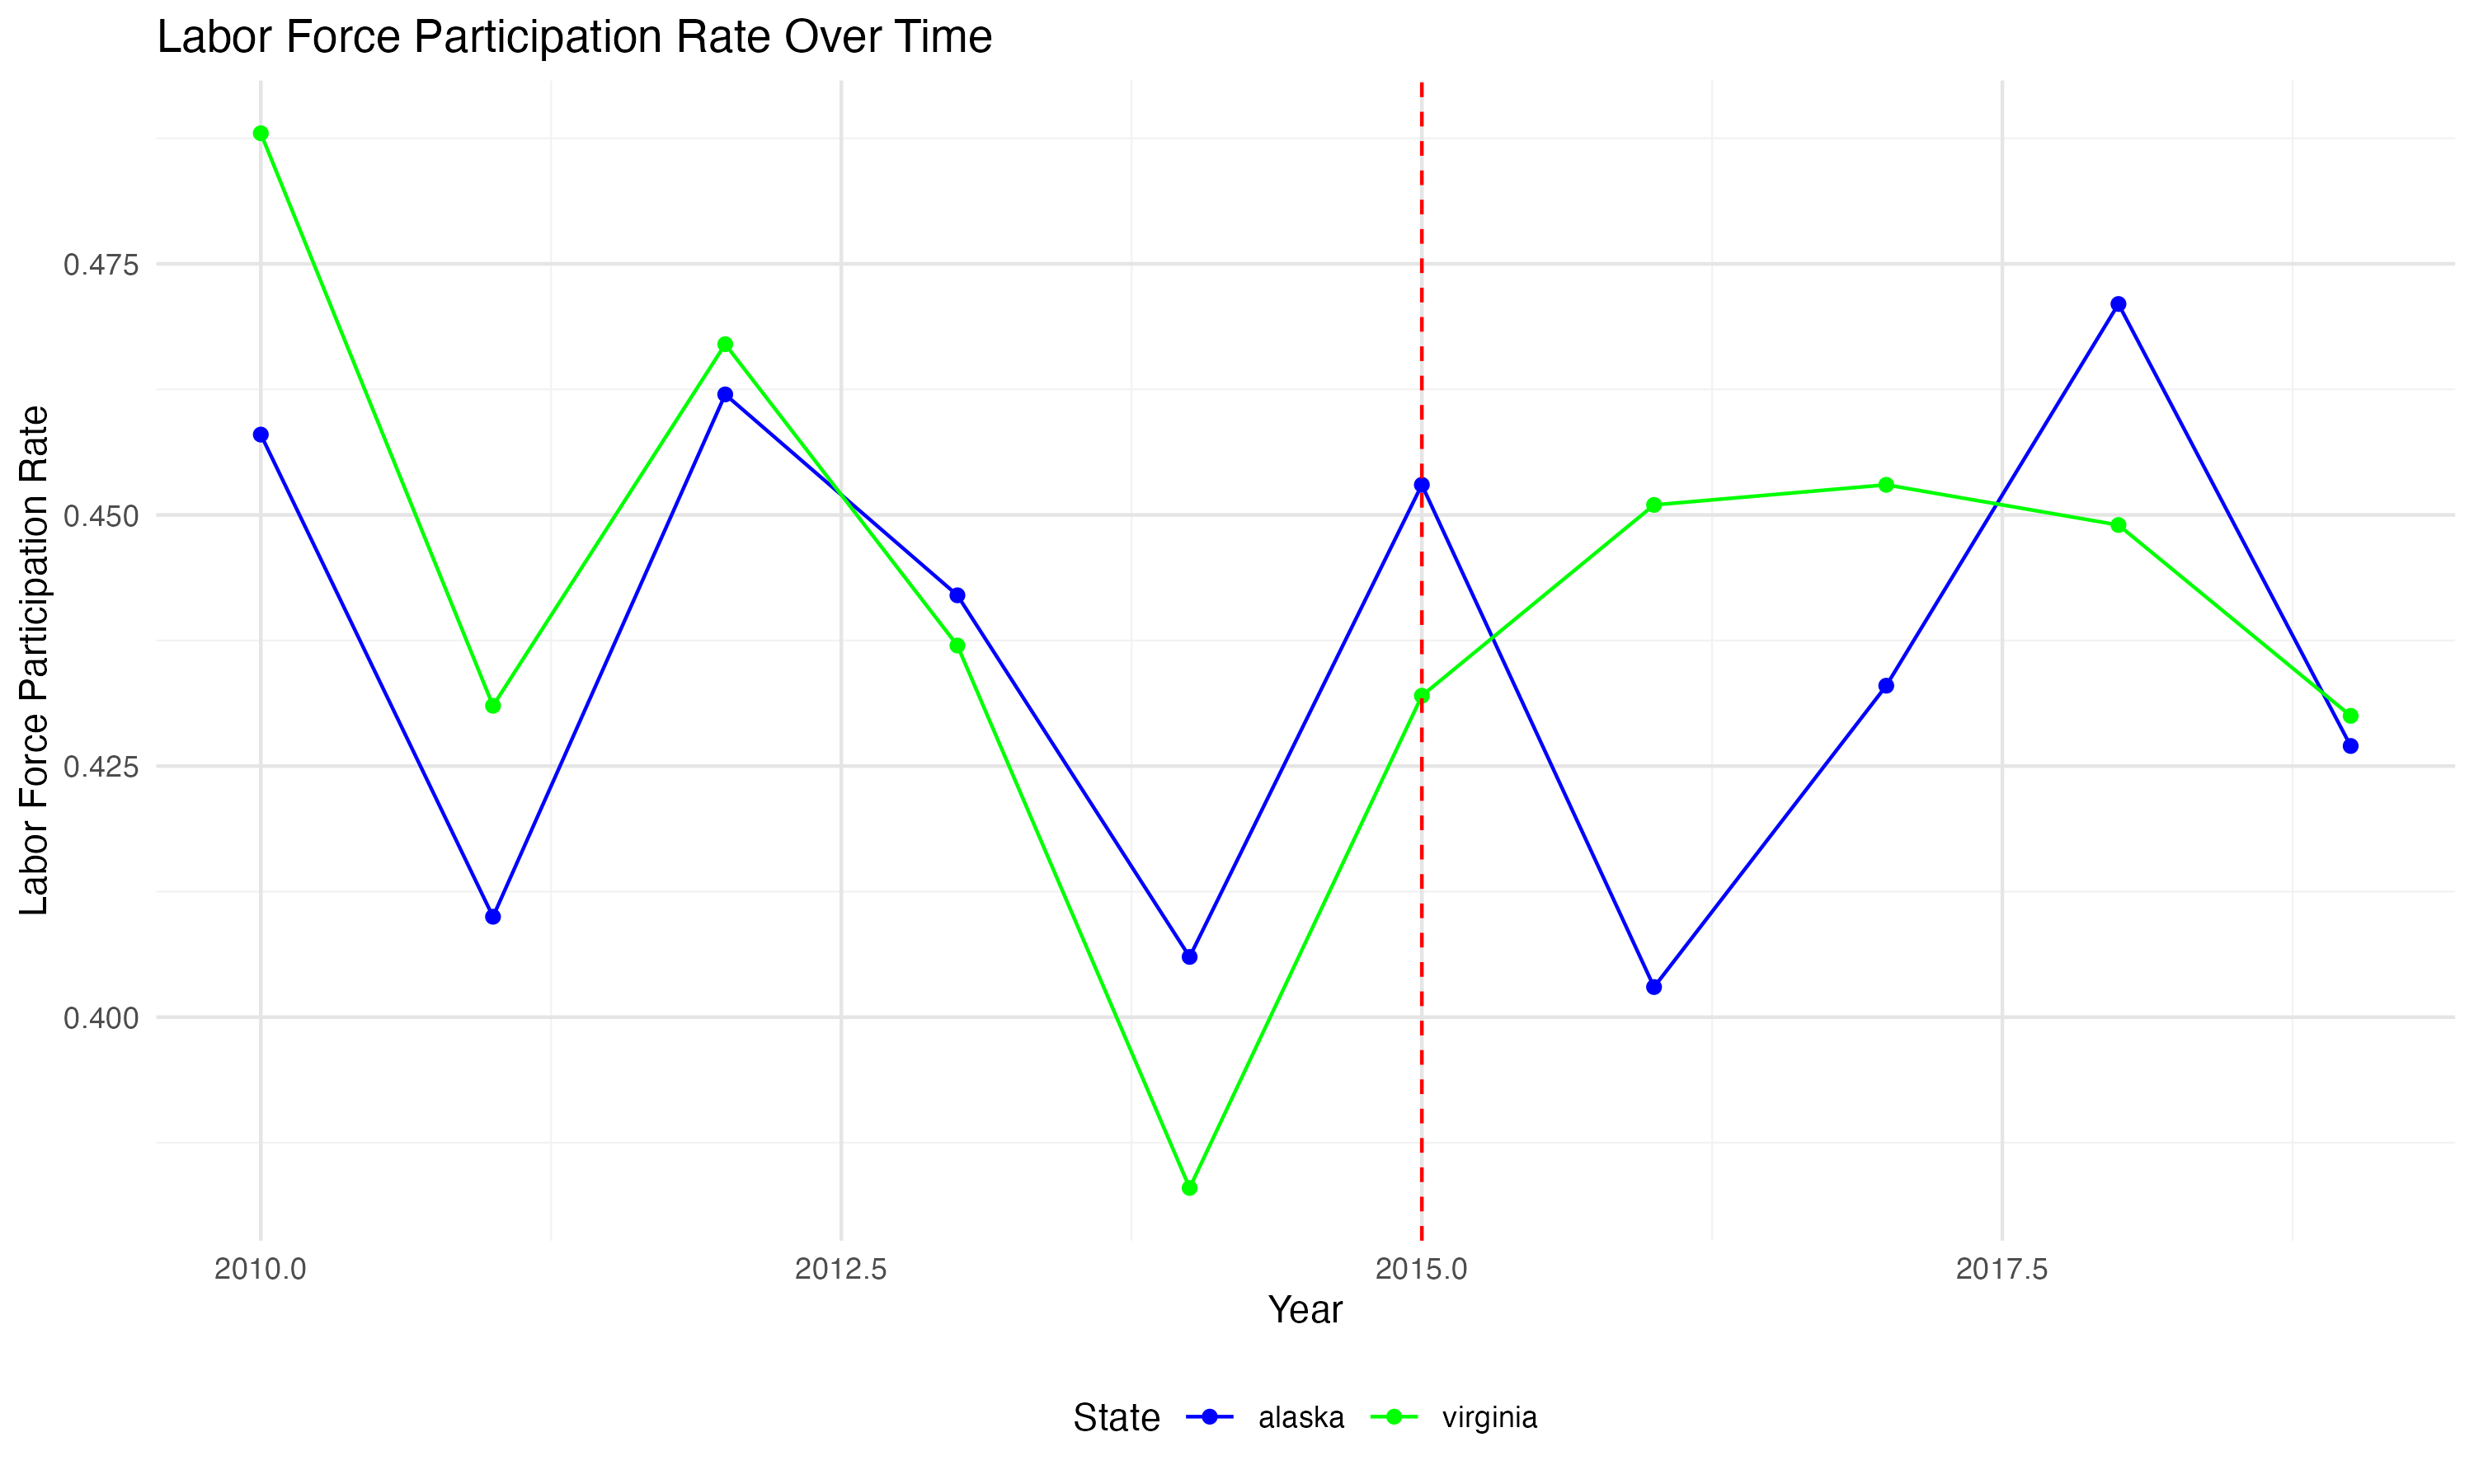 Labor Force Participation Rate Over Time
Labor Force Participation Rate
0.475
0.450
0.425
0.400
2010.0 2012.5 2015.0 2017.5
Year
State alaska virginia